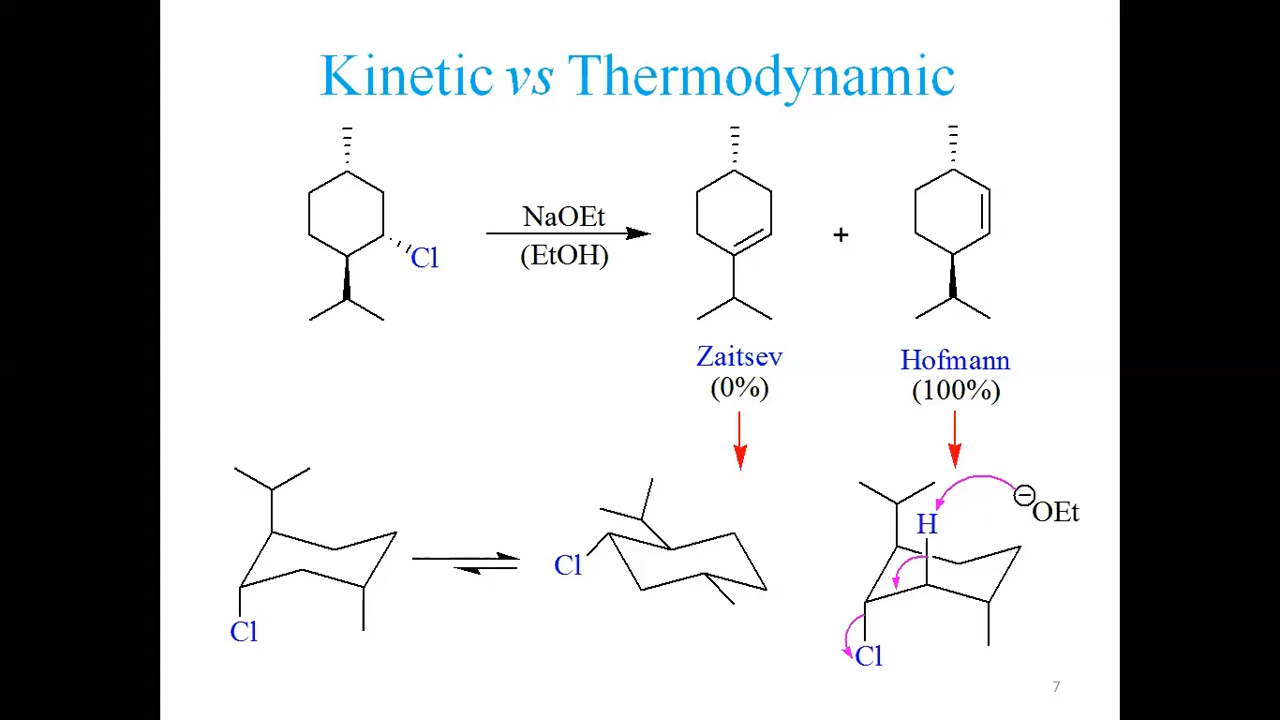 Kinetic vs Thermodynamic
NaOEt
(EtOH)
Cl
+
Zaitsev
(0%)
Hofmann
(100%)
Cl
Cl
H
⊖OEt
Cl
7